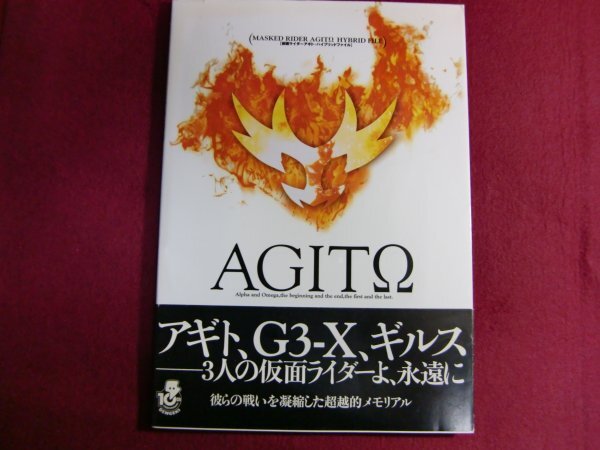 (MASKED RIDER AGITΩ HYBRID FILE)
[仮面ライダーアギト・ハイブリッドファイル]
AGITΩ
Alpha and Omega,the beginning and the end,the first and the last.
アギト、G3-X、ギルス
——3人の仮面ライダーよ、永遠に
彼らの戦いを凝縮した超越的メモリアル
10